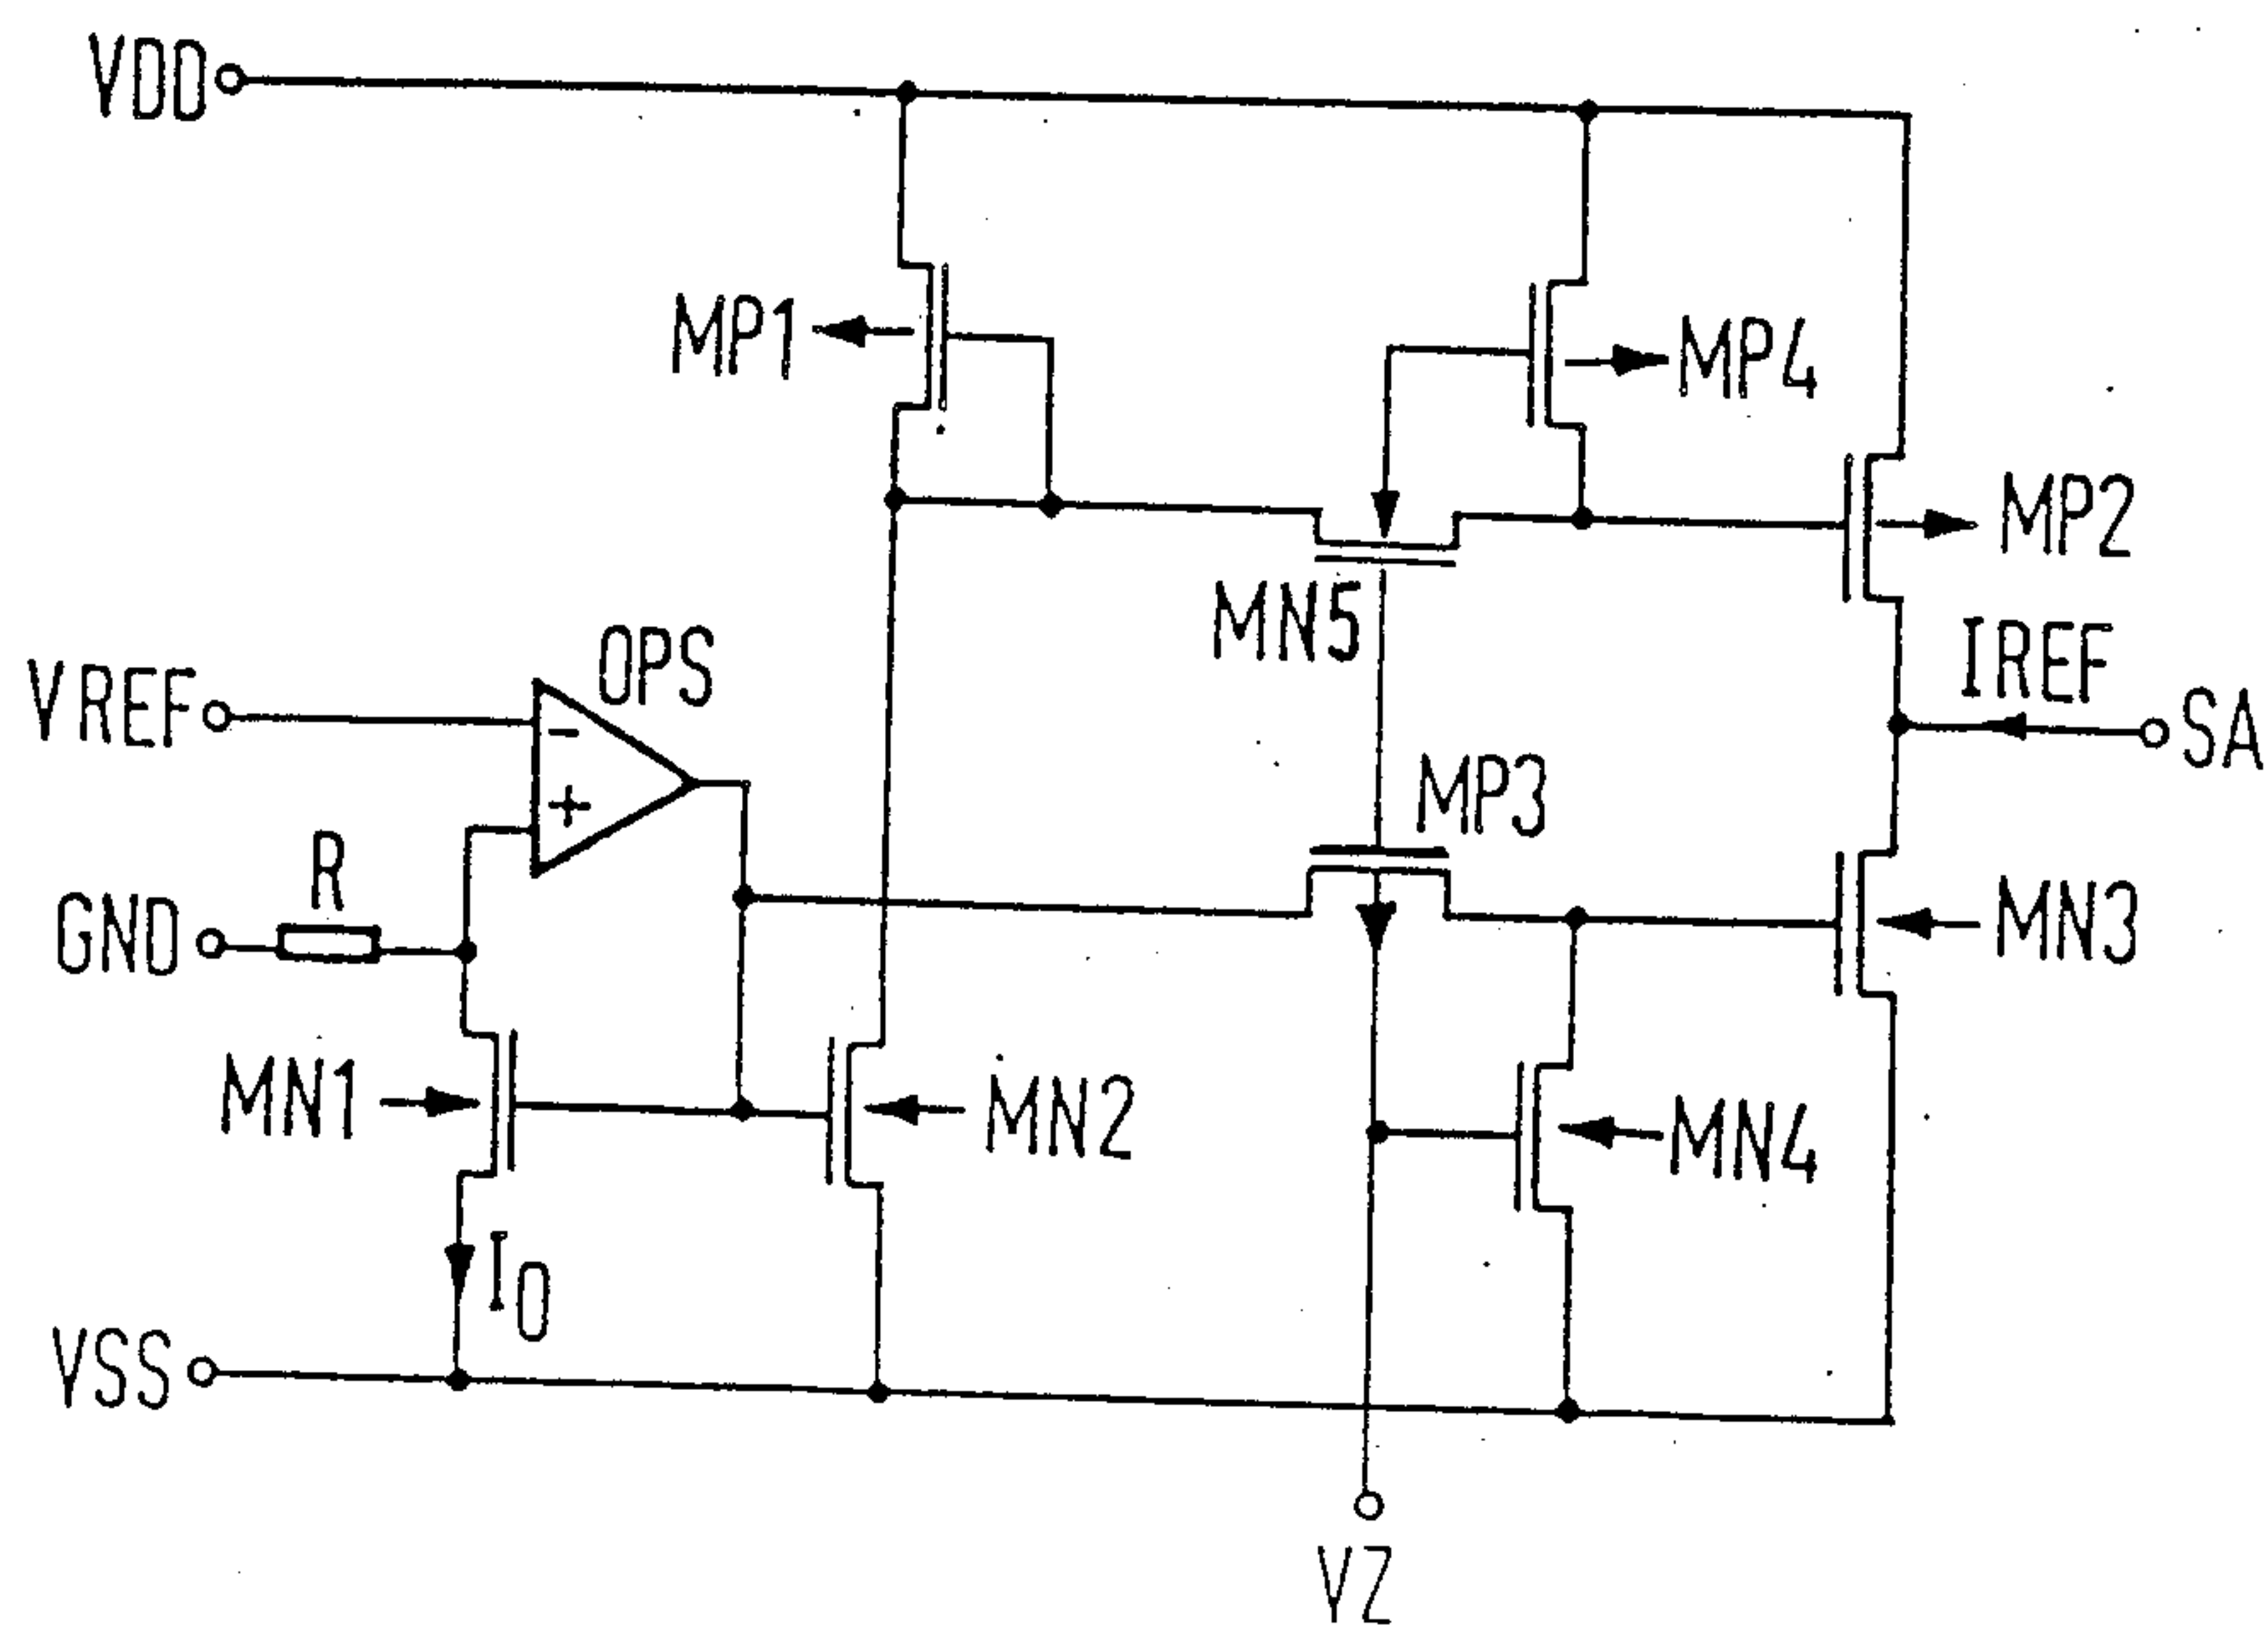 VDD
MP1
MP4
MP2
MN5
IREF
OPS
VREF
-
SA
MP3
+
R
GND
MN3
MN1
MN2
MN4
I0
VSS
VZ